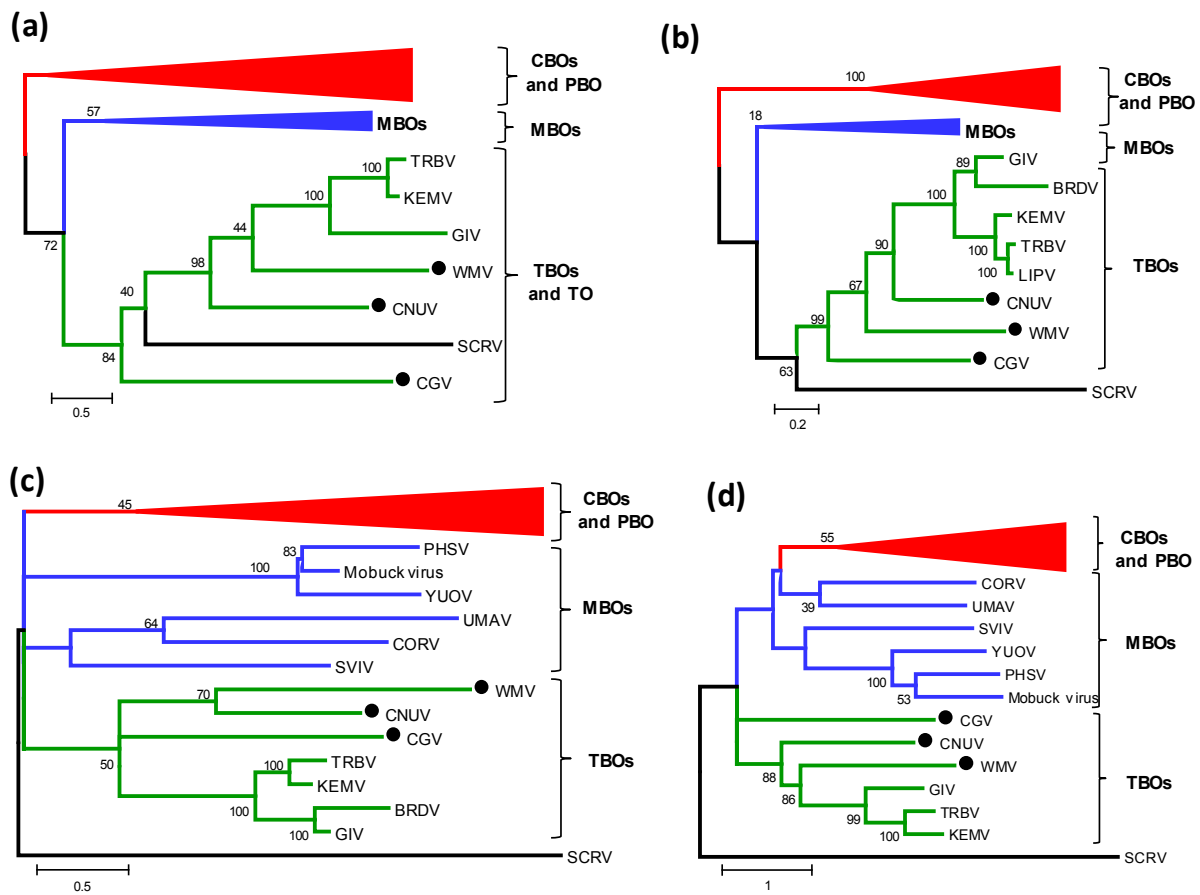 (a)
CBOs
and PBO
57
MBOs
MBOs
100
TRBV
KEMV
100
GIV
44
WMV
98
CNUV
40
SCRV
72
84
CGV
TBOs
and TO
0.5
(b)
100
CBOs
and PBO
18
MBOs
MBOs
89
GIV
BRDV
100
KEMV
100
TRBV
100
LIPV
90
CNUV
67
WMV
99
CGV
63
SCRV
TBOs
0.2
(c)
45
CBOs
and PBO
83
PHSV
100
Mobuck virus
YUOV
UMAV
64
CORV
SVIV
MBOs
70
WMV
CNUV
CGV
50
TRBV
100
KEMV
100
BRDV
100
GIV
TBOs
SCRV
0.5
(d)
55
CBOs
and PBO
CORV
39
UMAV
SVIV
YUOV
100
PHSV
53
Mobuck virus
MBOs
CGV
CNUV
88
WMV
86
GIV
99
TRBV
100
KEMV
TBOs
SCRV
1